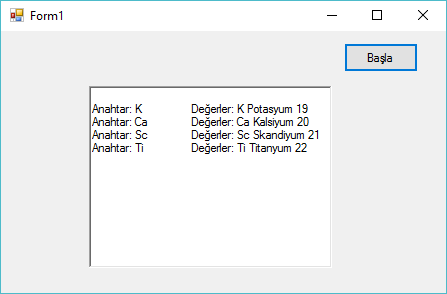 Form1
Başla
Anahtar: K Değerler: K Potasyum 19
Anahtar: Ca Değerler: Ca Kalsiyum 20
Anahtar: Sc Değerler: Sc Skandiyum 21
Anahtar: Ti Değerler: Ti Titanyum 22